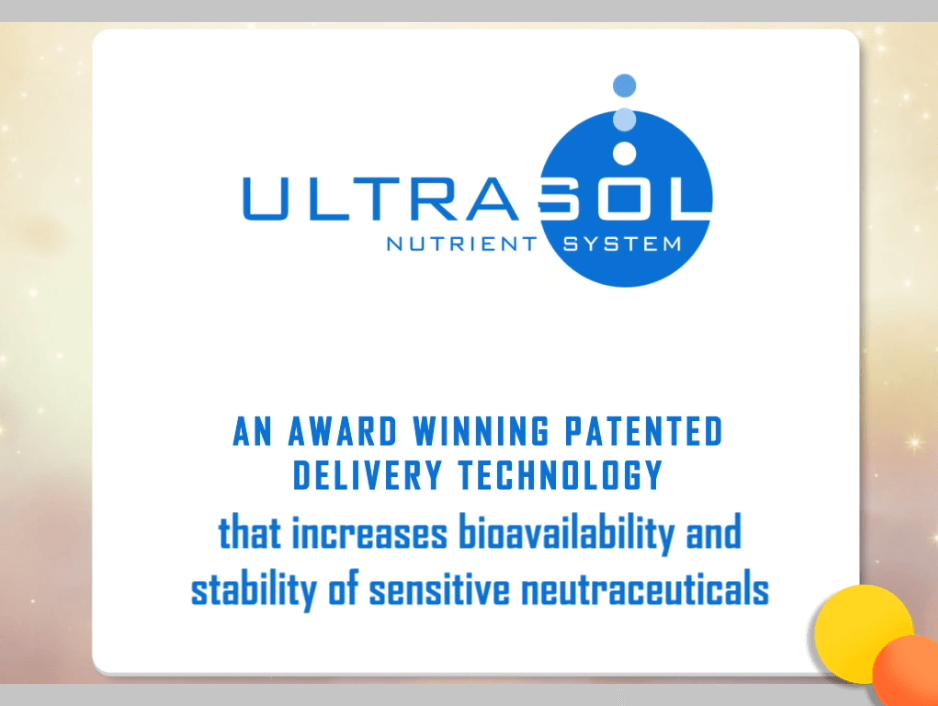 ULTRASOL
NUTRIENT SYSTEM
AN AWARD WINNING PATENTED
DELIVERY TECHNOLOGY
that increases bioavailability and
stability of sensitive neutraceuticals